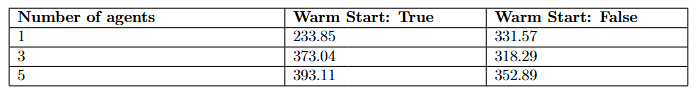 Number of agents Warm Start: True Warm Start: False
1 233.85 331.57
3 373.04 318.29
5 393.11 352.89